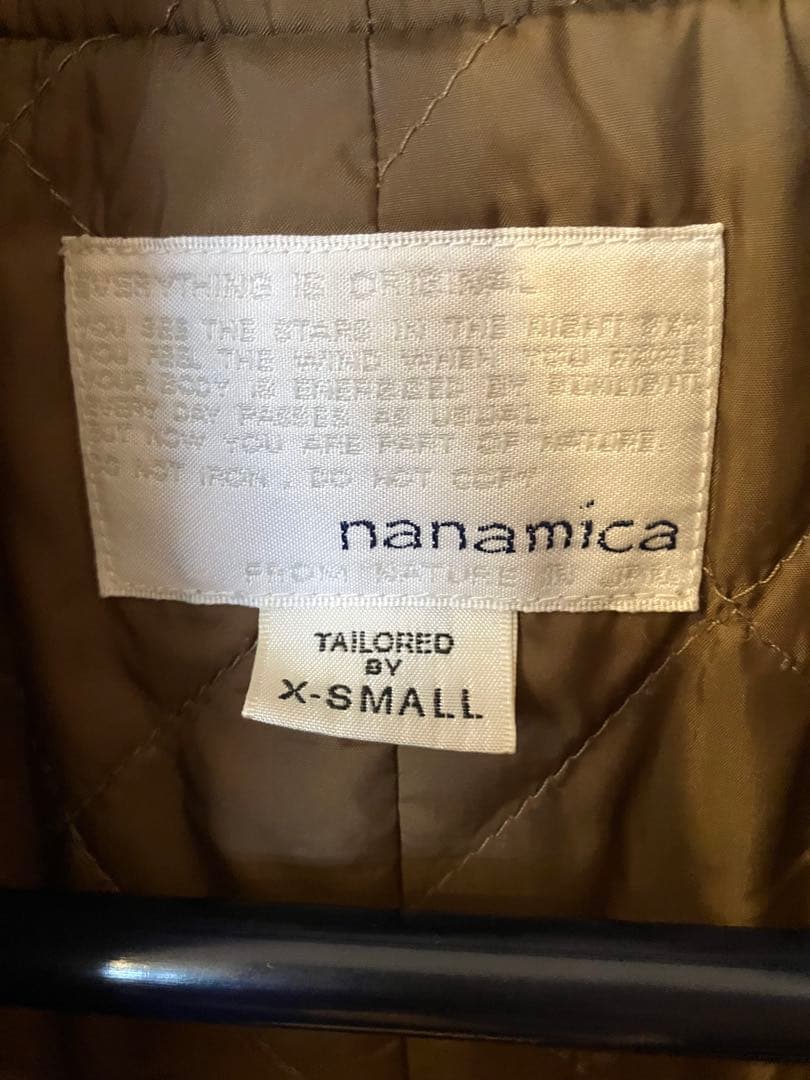 EVERYTHING IS ORIGINAL
YOU SEE THE STARS IN THE NIGHT SKY.
YOU FEEL THE WIND WHEN YOU
YOUR BODY IS ENERGIZED BY SUNLIGHT.
EVERY DAY PASSES AS USUAL.
BUT NOW YOU ARE PART OF NATURE.
DO NOT IRON . DO NOT COPY
nanamica
FROM NATURE IN
TAILORED
BY
X-SMALL